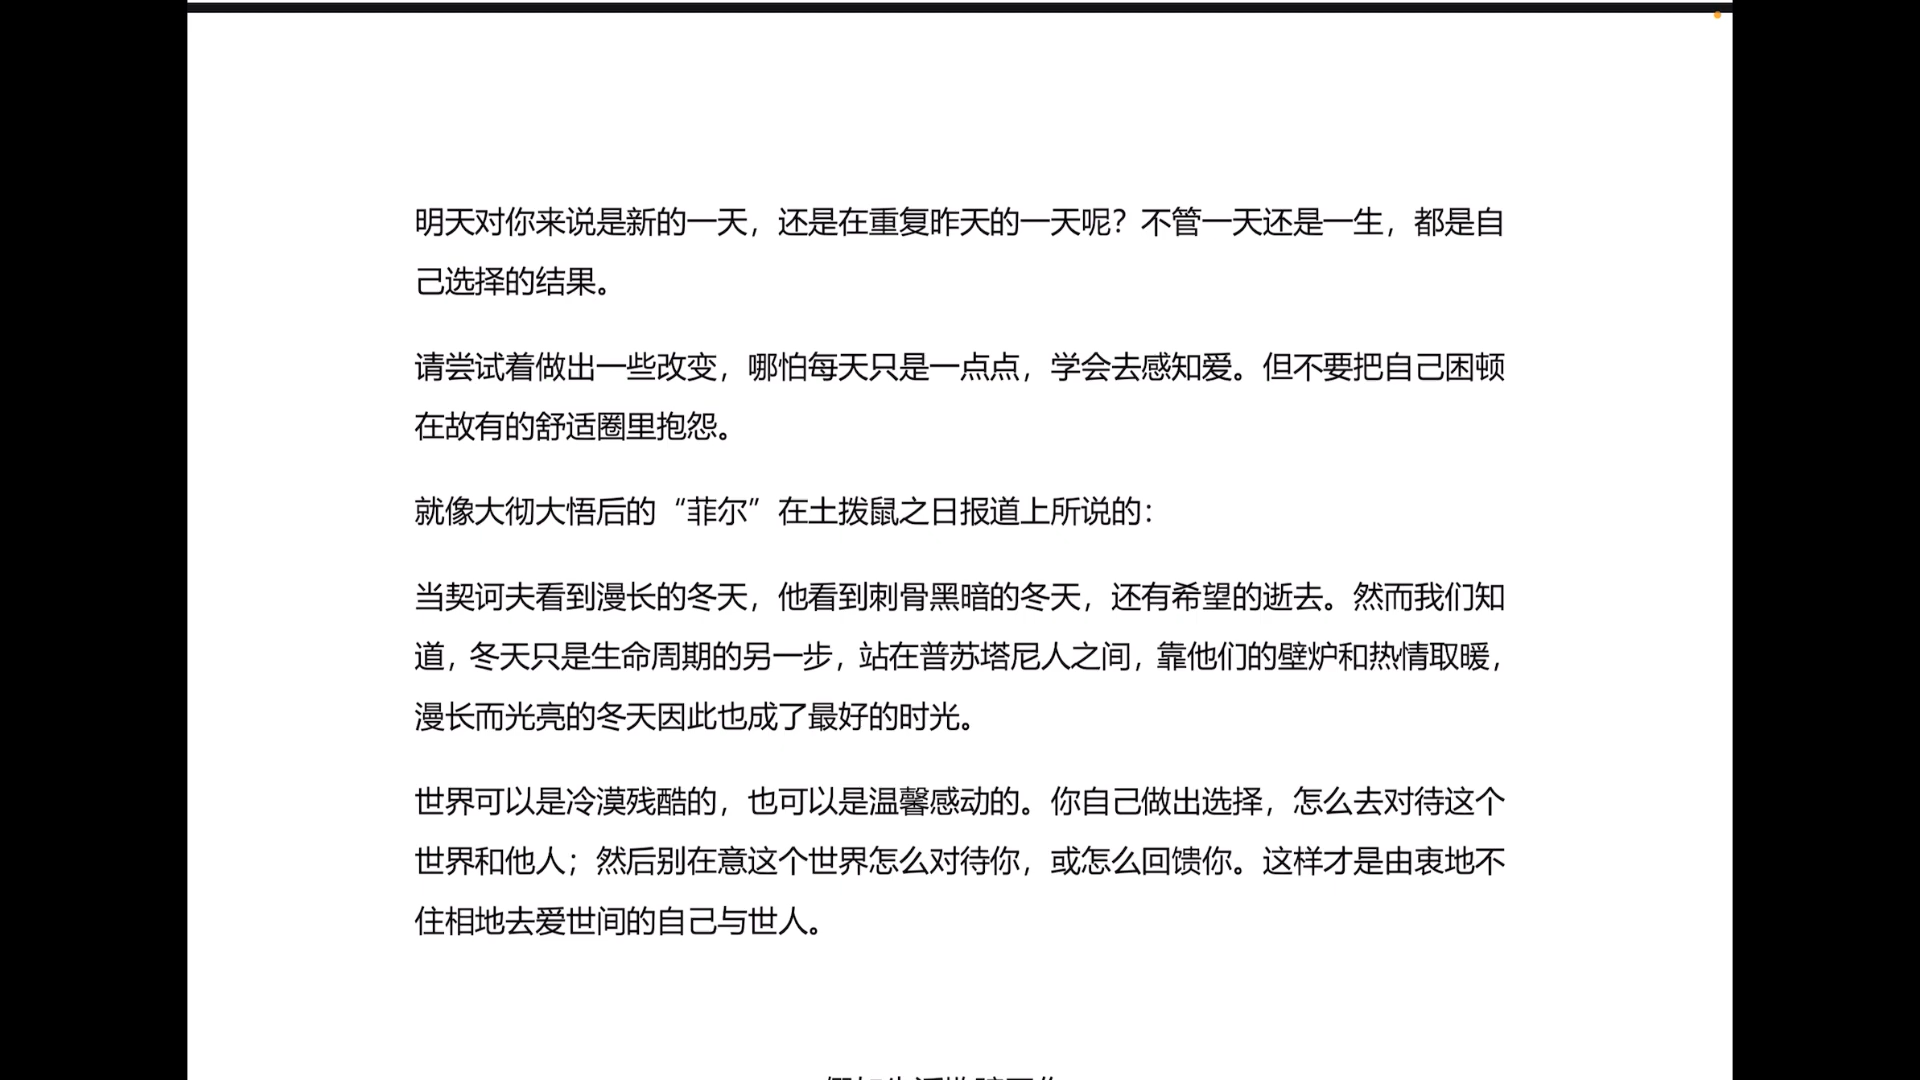 明天对你来说是新的一天，还是在重复昨天的一天呢？不管一天还是一生，都是自
己选择的结果。
请尝试着做出一些改变，哪怕每天只是一点点，学会去感知爱。但不要把自己困顿
在故有的舒适圈里抱怨。
就像大彻大悟后的“菲尔”在土拨鼠之日报道上所说的：
当契诃夫看到漫长的冬天，他看到刺骨黑暗的冬天，还有希望的逝去。然而我们知
道，冬天只是生命周期的另一步，站在普苏塔尼人之间，靠他们的壁炉和热情取暖，
漫长而光亮的冬天因此也成了最好的时光。
世界可以是冷漠残酷的，也可以是温馨感动的。你自己做出选择，怎么去对待这个
世界和他人；然后别在意这个世界怎么对待你，或怎么回馈你。这样才是由衷地不
住相地去爱世间的自己与世人。